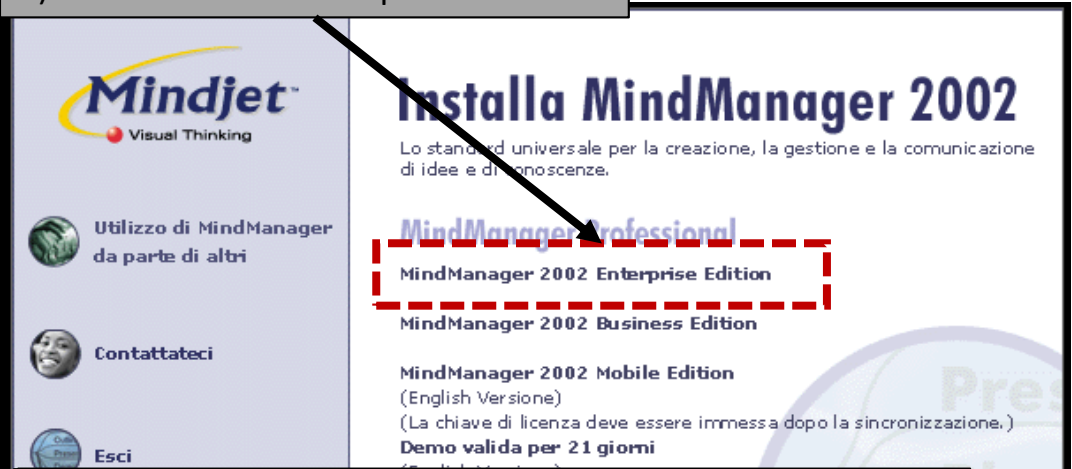 Mindjet™
Visual Thinking
Utilizzo di MindManager
da parte di altri
Contattateci
Esci
Installa MindManager 2002
Lo standard universale per la creazione, la gestione e la comunicazione
di idee e di conoscenze.
MindManager Professional
MindManager 2002 Enterprise Edition
MindManager 2002 Business Edition
MindManager 2002 Mobile Edition
(English Versione)
(La chiave di licenza deve essere immessa dopo la sincronizzazione.)
Demo valida per 21 giorni
Pres